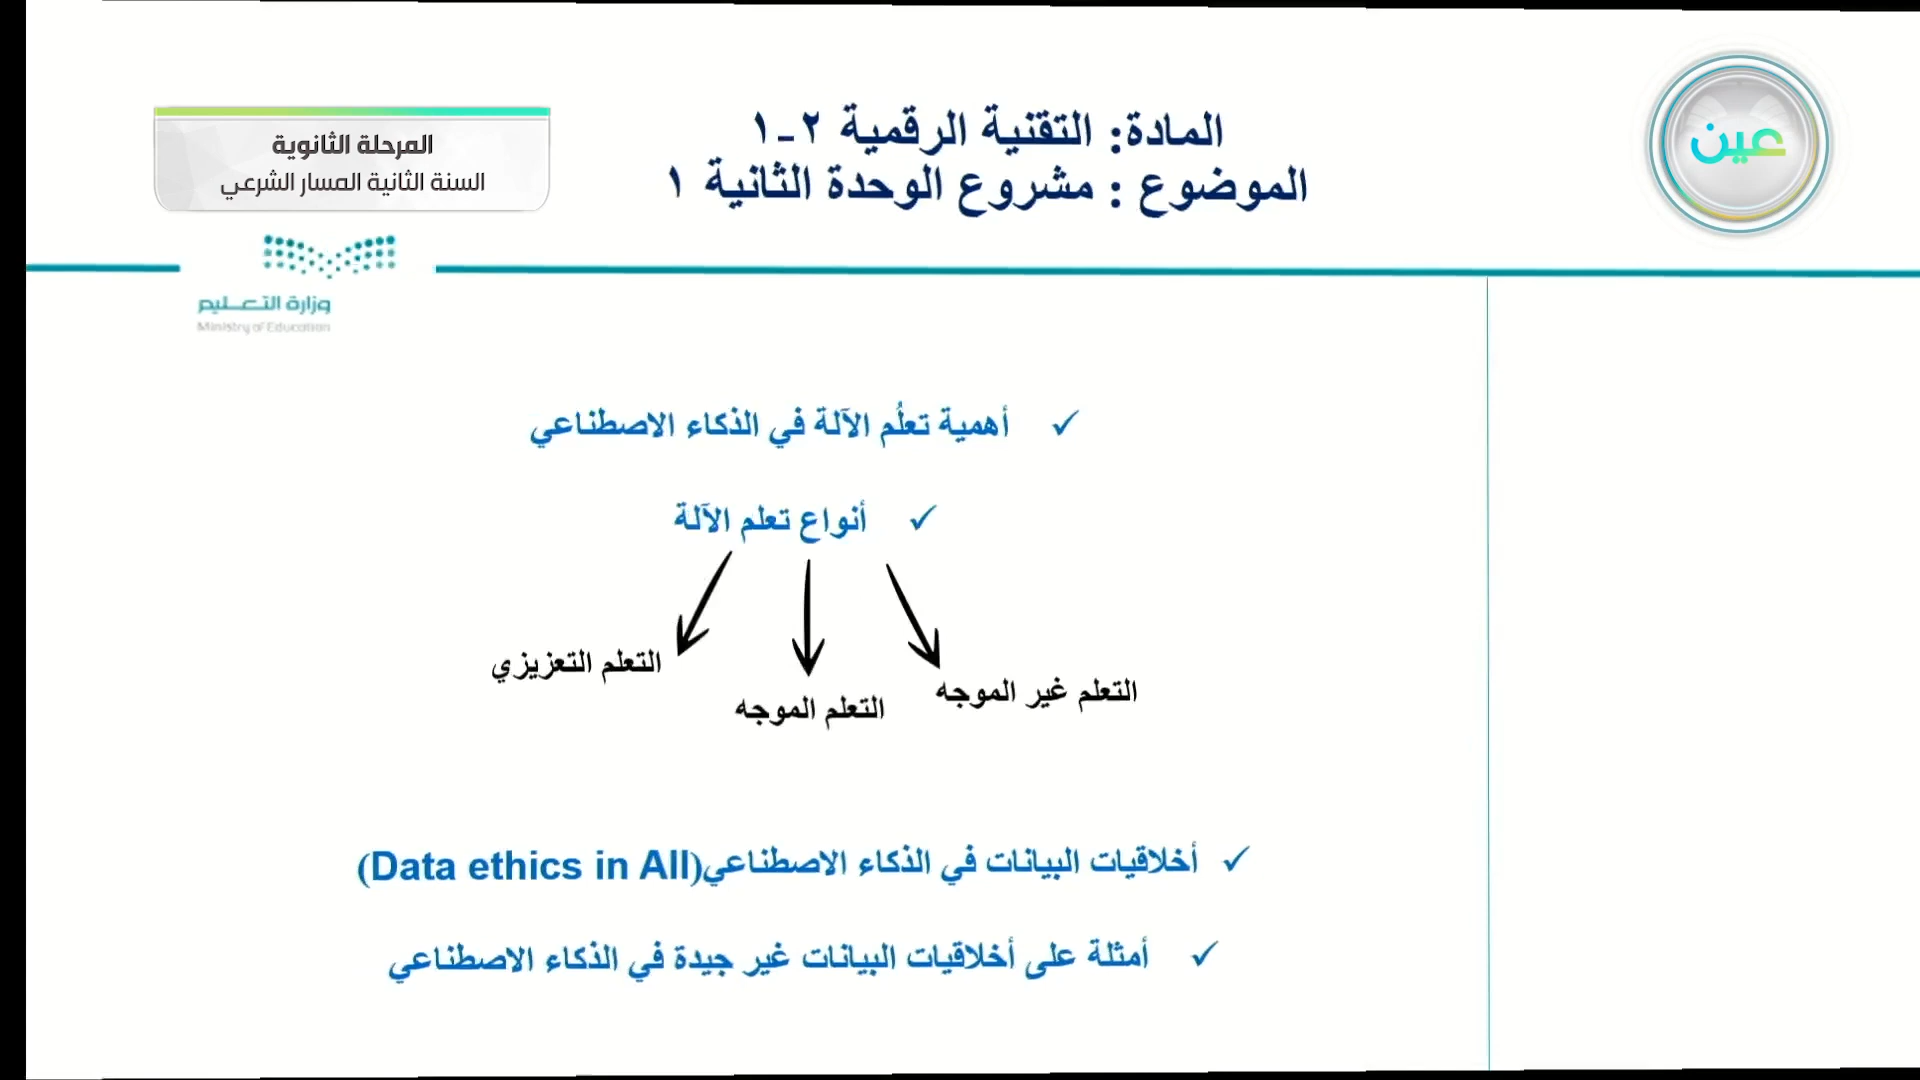 عين
المادة: التقنية الرقمية ٢-١
الموضوع : مشروع الوحدة الثانية ١
المرحلة الثانوية
السنة الثانية المسار الشرعي
وزارة التعليم
Ministry of Education
✓ أهمية تعلُم الآلة في الذكاء الاصطناعي
✓ أنواع تعلم الآلة
التعلم غير الموجه
التعلم الموجه
التعلم التعزيزي
✓ أخلاقيات البيانات في الذكاء الاصطناعي(Data ethics in All)
✓ أمثلة على أخلاقيات البيانات غير جيدة في الذكاء الاصطناعي